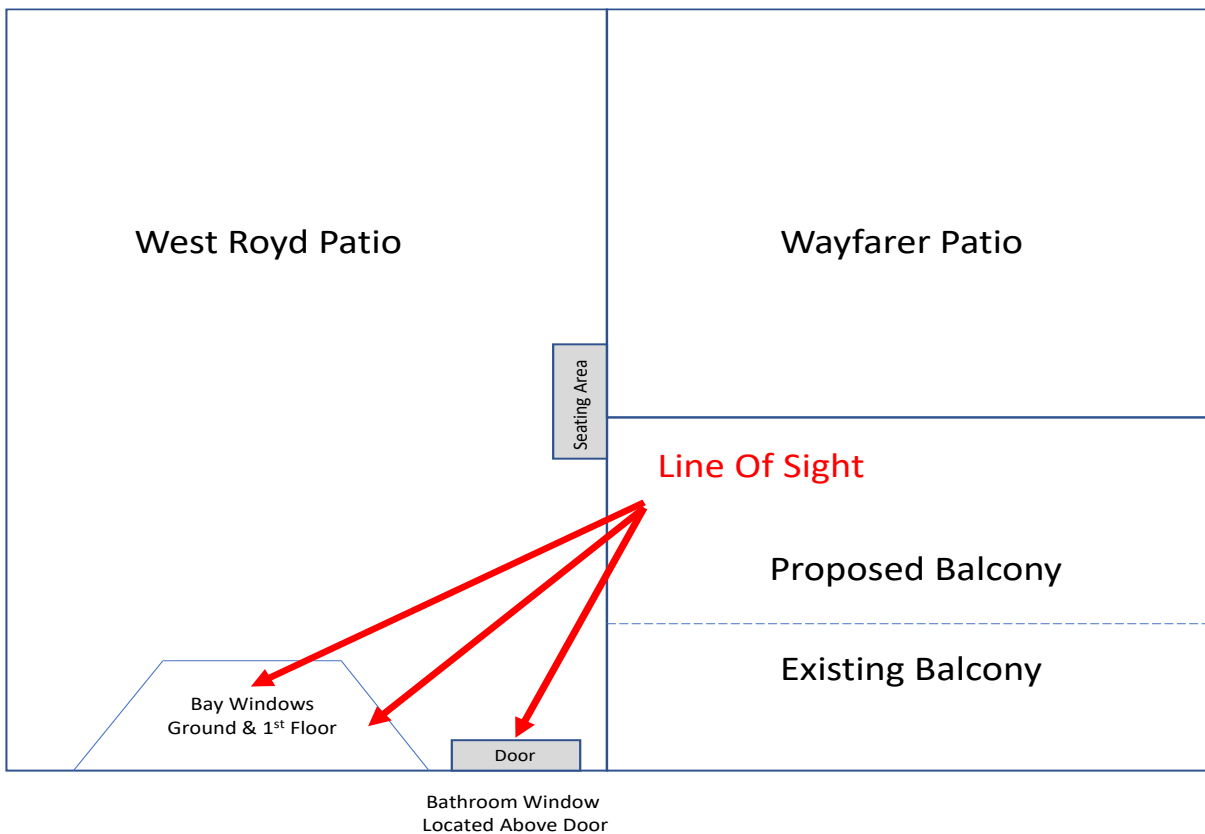 West Royd Patio
Wayfarer Patio
Seating Area
Line Of Sight
Proposed Balcony
Existing Balcony
Bay Windows
Ground & 1st Floor
Door
Bathroom Window
Located Above Door